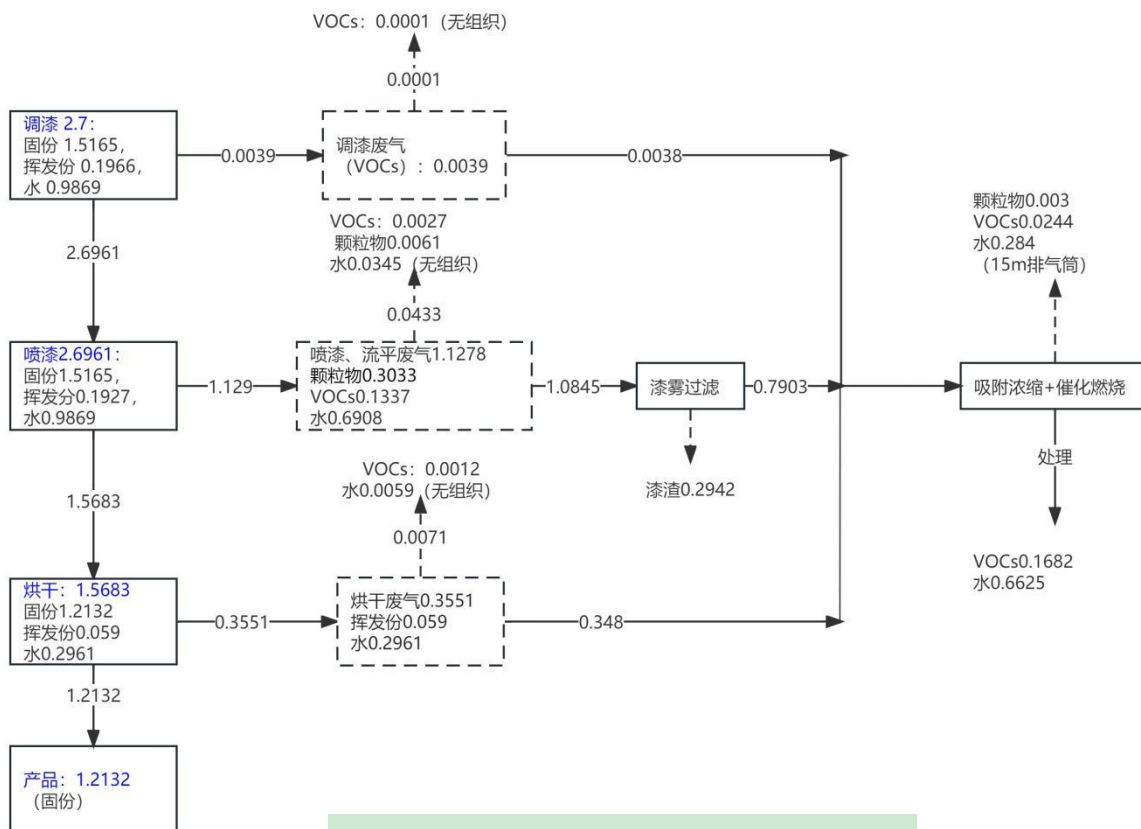 VOCs：0.0001（无组织）
0.0001
调漆 2.7：
固份 1.5165，
挥发份 0.1966，
水 0.9869
0.0039
调漆废气
（VOCs）：0.0039
0.0038
VOCs：0.0027
颗粒物0.0061
水0.0345（无组织）
颗粒物0.003
VOCs0.0244
水0.284
（15m排气筒）
2.6961
0.0433
喷漆2.6961：
固份1.5165，
挥发分0.1927，
水0.9869
1.129
喷漆、流平废气1.1278
颗粒物0.3033
VOCs0.1337
水0.6908
1.0845
漆雾过滤
0.7903
吸附浓缩+催化燃烧
处理
VOCs：0.0012
水0.0059（无组织）
漆渣0.2942
1.5683
0.0071
VOCs0.1682
水0.6625
烘干：1.5683
固份1.2132
挥发份0.059
水0.2961
0.3551
烘干废气0.3551
挥发份0.059
水0.2961
0.348
1.2132
产品：1.2132
（固份）